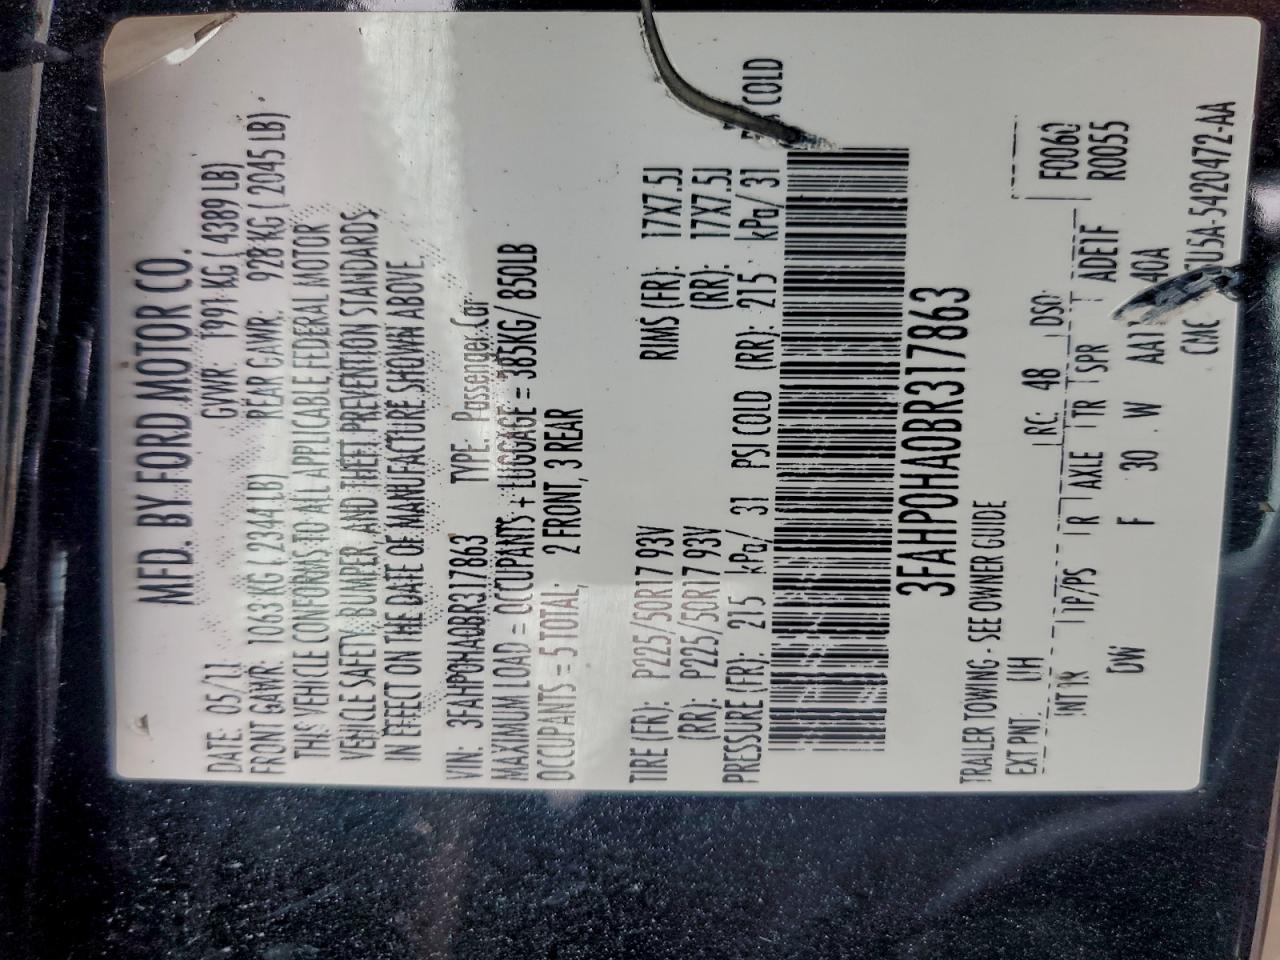 MFD. BY FORD MOTOR CO.
DATE: 05/11 GVWR: 1991 KG ( 4389 LB)
FRONT GAWR: 1063 KG ( 2344 LB) REAR GAWR: 928 KG ( 2045 LB)
THIS VEHICLE CONFORMS TO ALL APPLICABLE FEDERAL MOTOR
VEHICLE SAFETY, BUMPER AND THEFT PREVENTION STANDARDS
IN EFFECT ON THE DATE OF MANUFACTURE SHOWN ABOVE.
VIN: 3FAHP0HA0BR317863 TYPE: Passenger Car
MAXIMUM LOAD = OCCUPANTS + LUGGAGE = 385KG/ 850LB
OCCUPANTS = 5 TOTAL, 2 FRONT, 3 REAR
TIRE (FR): P225/50R17 93V RIMS (FR): 17X7.5J
(RR): P225/50R17 93V (RR): 17X7.5J
PRESSURE (FR): 215 kPa/ 31 PSI COLD (RR): 215 kPa/ 31 COLD
3FAHP0HA0BR317863
TRAILER TOWING - SEE OWNER GUIDE
EXT PNT: UH RC: 48 DSO: F0060
INT TR TP/PS R AXLE TR SPR T ADE1F R0055
DW F 30 W 40A
CMC U5A-5420472-AA